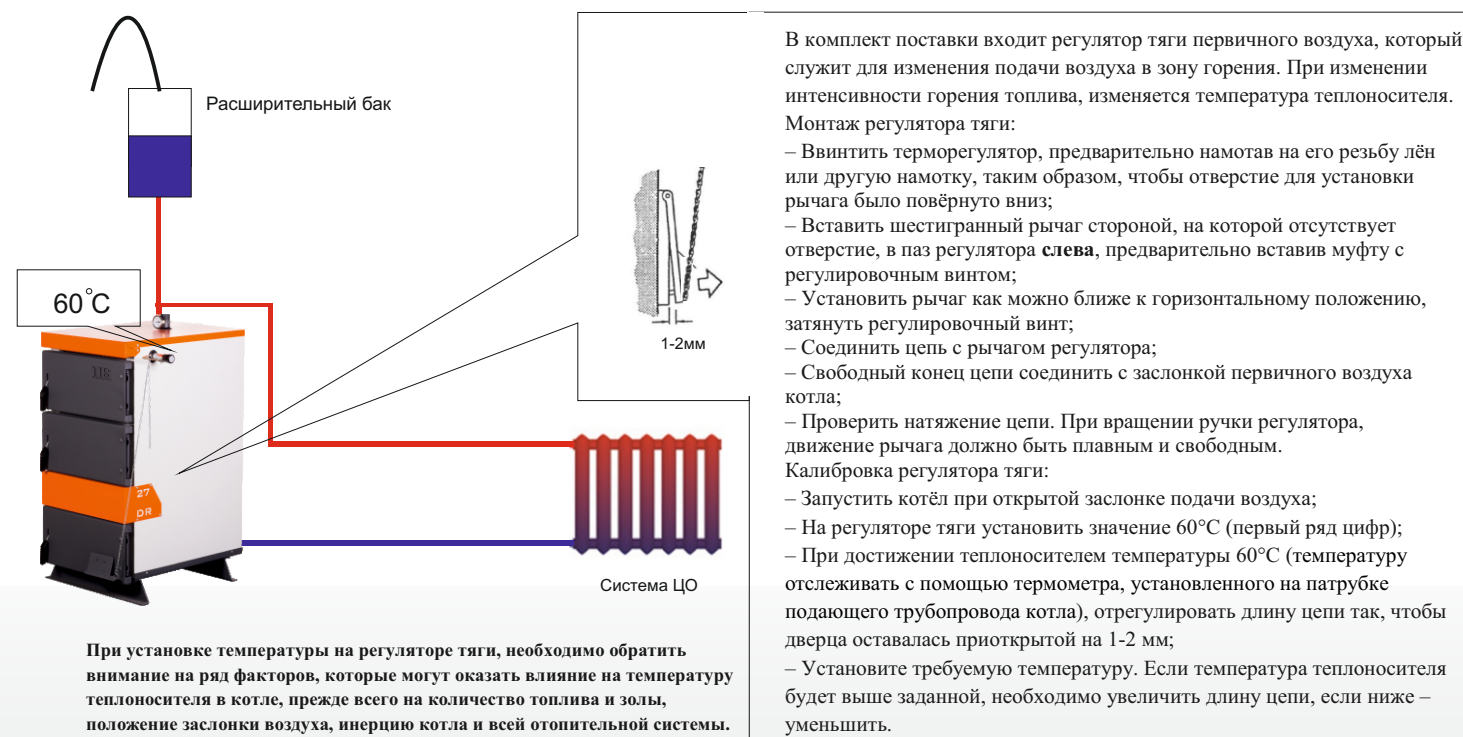 Расширительный бак
60°C
TIS
27
DR
1-2мм
Система ЦО
При установке температуры на регуляторе тяги, необходимо обратить
внимание на ряд факторов, которые могут оказать влияние на температуру
теплоносителя в котле, прежде всего на количество топлива и золы,
положение заслонки воздуха, инерцию котла и всей отопительной системы.
В комплект поставки входит регулятор тяги первичного воздуха, который
служит для изменения подачи воздуха в зону горения. При изменении
интенсивности горения топлива, изменяется температура теплоносителя.
Монтаж регулятора тяги:
– Ввинтить терморегулятор, предварительно намотав на его резьбу лён
или другую намотку, таким образом, чтобы отверстие для установки
рычага было повёрнуто вниз;
– Вставить шестигранный рычаг стороной, на которой отсутствует
отверстие, в паз регулятора слева, предварительно вставив муфту с
регулировочным винтом;
– Установить рычаг как можно ближе к горизонтальному положению,
затянуть регулировочный винт;
– Соединить цепь с рычагом регулятора;
– Свободный конец цепи соединить с заслонкой первичного воздуха
котла;
– Проверить натяжение цепи. При вращении ручки регулятора,
движение рычага должно быть плавным и свободным.
Калибровка регулятора тяги:
– Запустить котёл при открытой заслонке подачи воздуха;
– На регуляторе тяги установить значение 60°С (первый ряд цифр);
– При достижении теплоносителем температуры 60°С (температуру
отслеживать с помощью термометра, установленного на патрубке
подающего трубопровода котла), отрегулировать длину цепи так, чтобы
дверца оставалась приоткрытой на 1-2 мм;
– Установите требуемую температуру. Если температура теплоносителя
будет выше заданной, необходимо увеличить длину цепи, если ниже –
уменьшить.